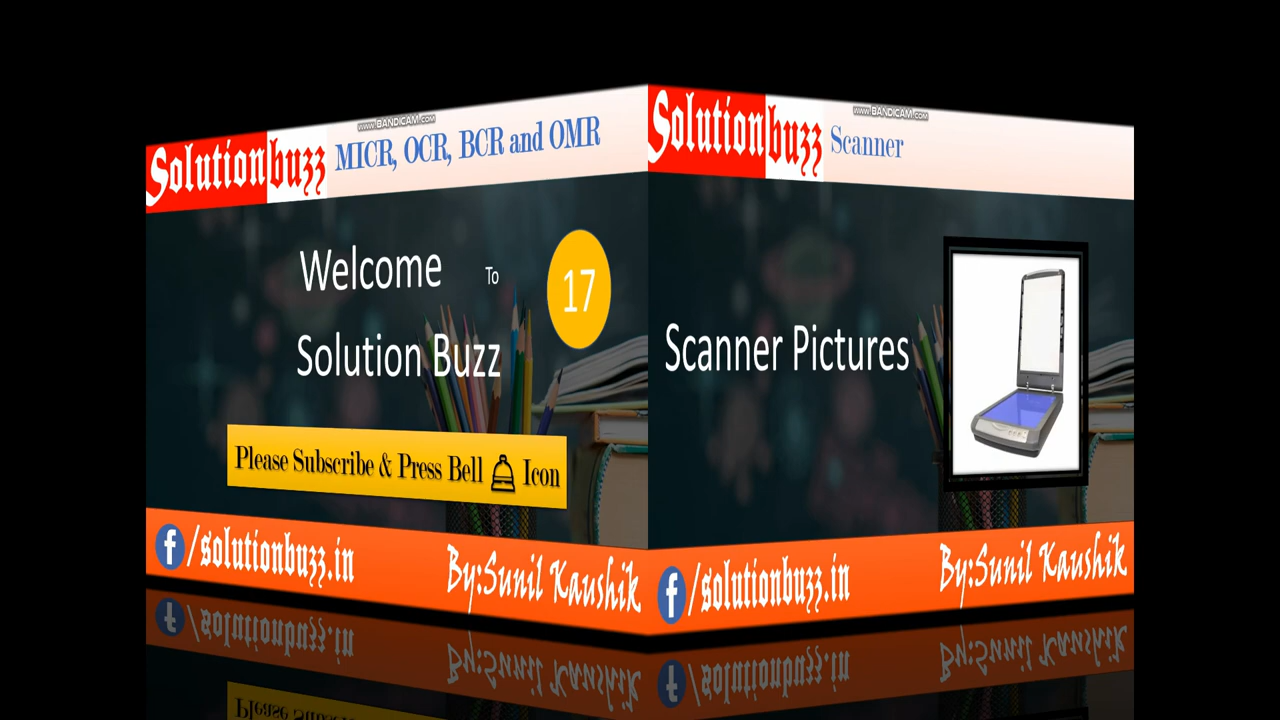 www.BANDICAM.com
Solutionbuzz MICR, OCR, BCR and OMR
Welcome To
17
Solution Buzz
Please Subscribe & Press Bell Icon
f/solutionbuzz.in By:Sunil Kaushik
www.BANDICAM.com
Solutionbuzz Scanner
Scanner Pictures
f/solutionbuzz.in By:Sunil Kaushik